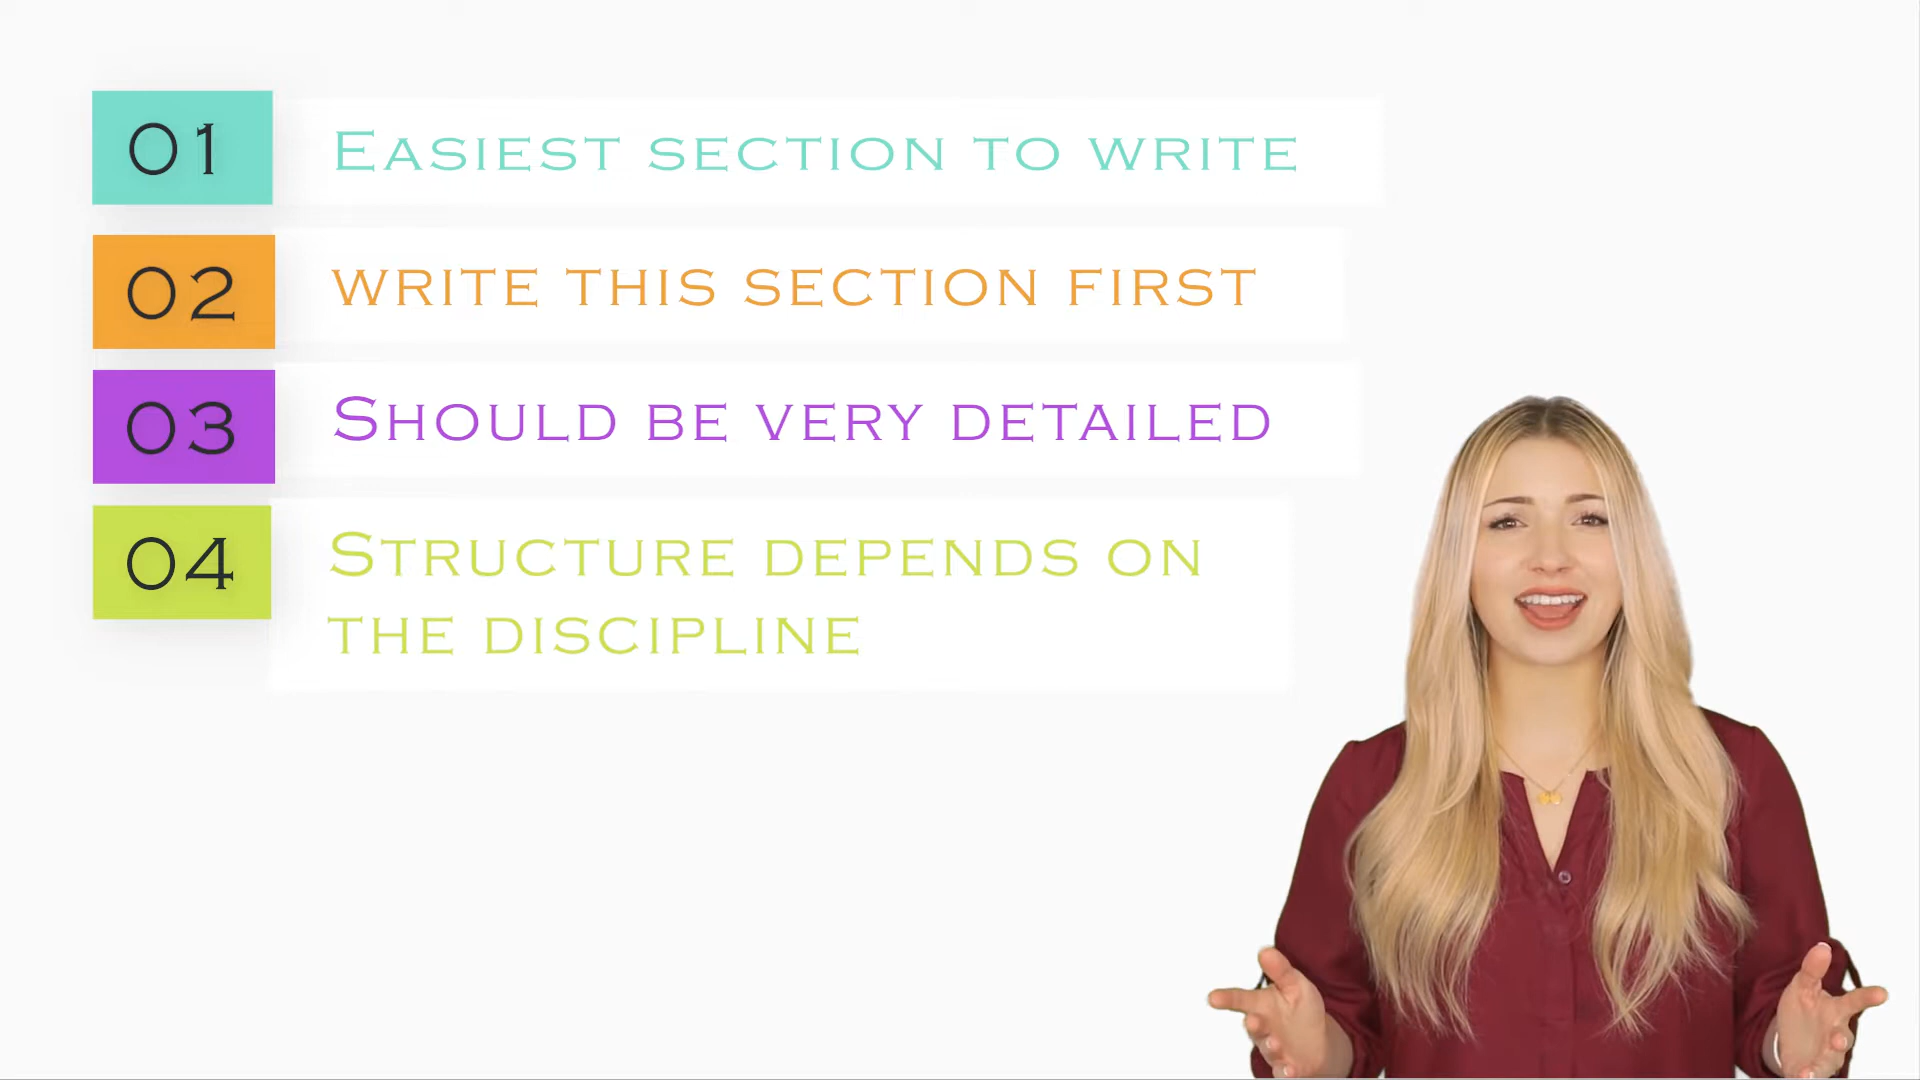 01 Easiest section to write
02 write this section first
03 Should be very detailed
04 Structure depends on
the discipline